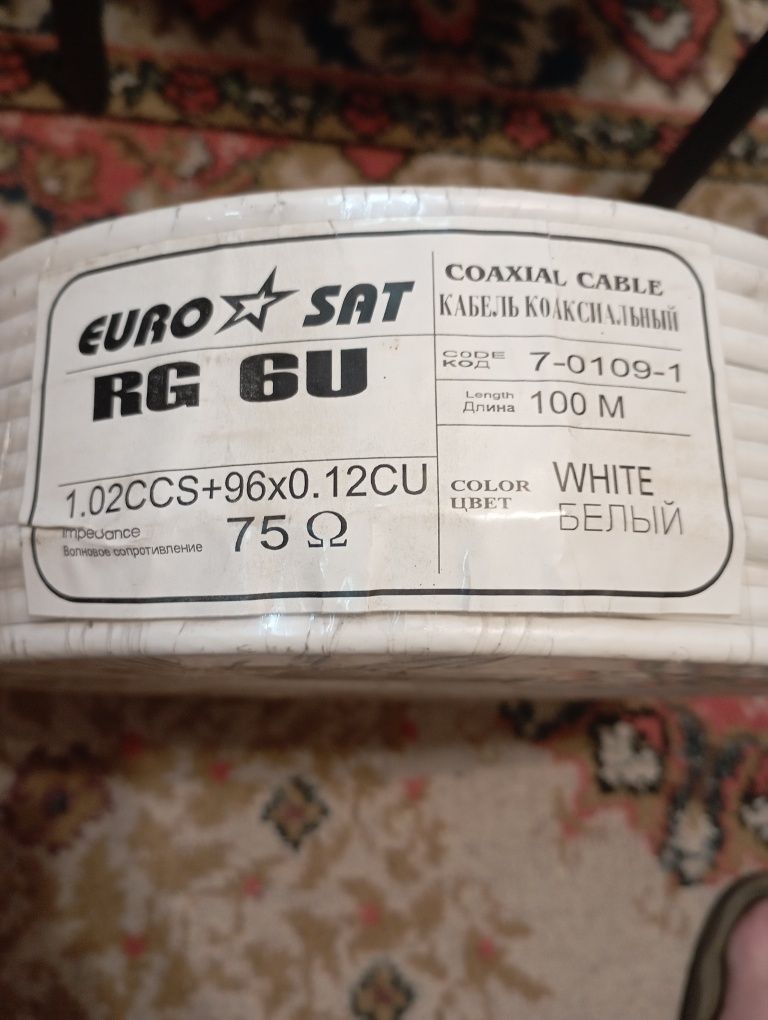 EURO SAT
RG 6U
1.02CCS+96x0.12CU
Impedance
Волновое сопротивление
75 Ω
COAXIAL CABLE
КАБЕЛЬ КОАКСИАЛЬНЫЙ
CODE
КОД
7-0109-1
Length
Длина
100 M
COLOR
ЦВЕТ
WHITE
БЕЛЫЙ